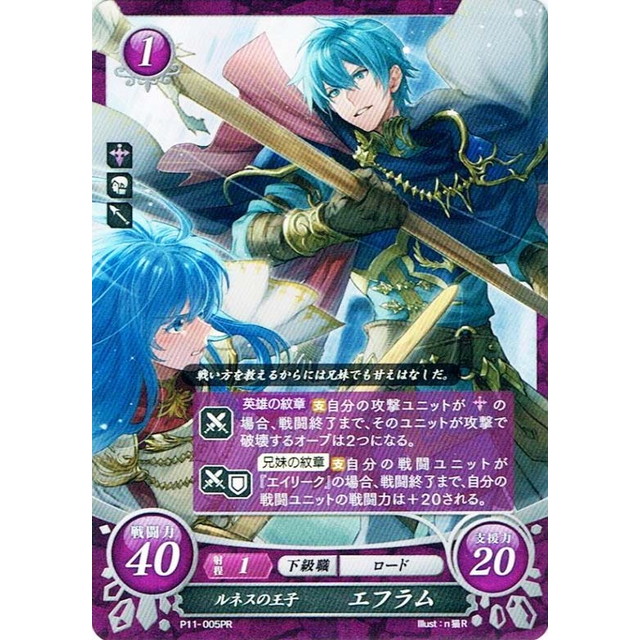 1
戦い方を教えるからには兄妹でも甘えはなしだ。
英雄の紋章 支 自分の攻撃ユニットが の
場合、戦闘終了まで、そのユニットが攻撃で
破壊するオーブは2つになる。
兄妹の紋章 支 自分の戦闘ユニットが
『エイリーク』の場合、戦闘終了まで、自分の
戦闘ユニットの戦闘力は+20される。
戦闘力
40
射程 1 下級職 ロード
支援力
20
ルネスの王子 エフラム
P11-005PR
Illust:n猫R